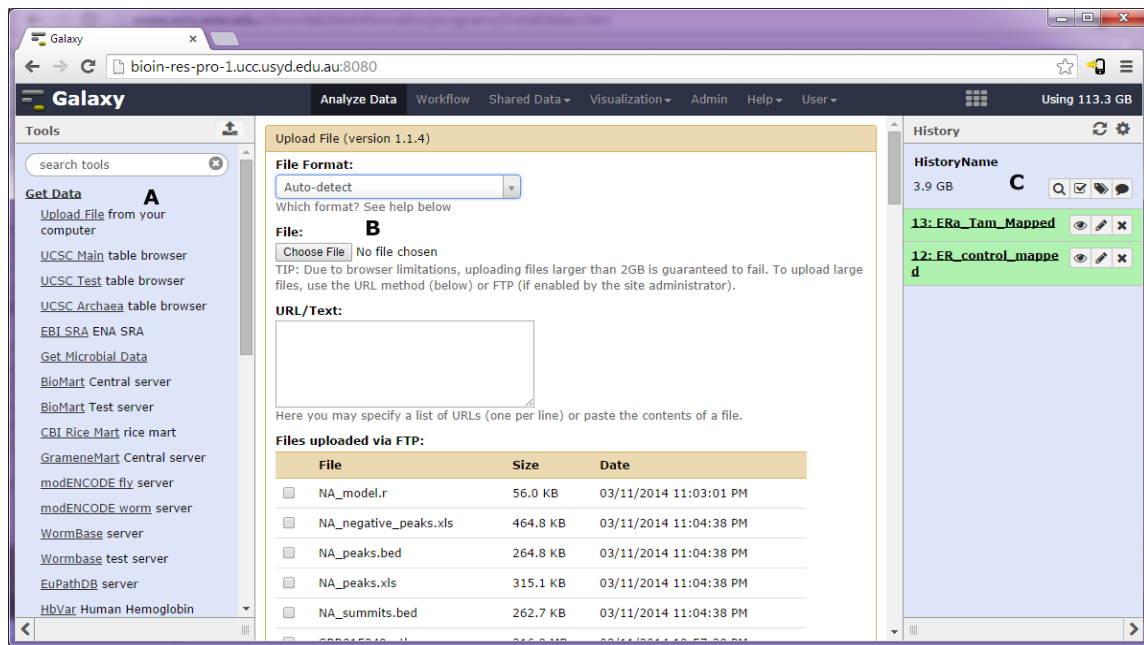 Galaxy
bioin-res-pro-1.ucc.usyd.edu.au:8080
Galaxy
Analyze Data Workflow Shared Data Visualization Admin Help User Using 113.3 GB
Tools
search tools
Get Data
A
Upload File from your
computer
UCSC Main table browser
UCSC Test table browser
UCSC Archaea table browser
EBI SRA ENA SRA
Get Microbial Data
BioMart Central server
BioMart Test server
CBI Rice Mart rice mart
GrameneMart Central server
modENCODE fly server
modENCODE worm server
WormBase server
Wormbase test server
EuPathDB server
HbVar Human Hemoglobin
Upload File (version 1.1.4)
File Format:
Auto-detect
Which format? See help below
B
File:
Choose File No file chosen
TIP: Due to browser limitations, uploading files larger than 2GB is guaranteed to fail. To upload large
files, use the URL method (below) or FTP (if enabled by the site administrator).
URL/Text:
Here you may specify a list of URLs (one per line) or paste the contents of a file.
Files uploaded via FTP:
File Size Date
NA_model.r 56.0 KB 03/11/2014 11:03:01 PM
NA_negative_peaks.xls 464.8 KB 03/11/2014 11:04:38 PM
NA_peaks.bed 264.8 KB 03/11/2014 11:04:38 PM
NA_peaks.xls 315.1 KB 03/11/2014 11:04:38 PM
NA_summits.bed 262.7 KB 03/11/2014 11:04:38 PM
History
HistoryName
3.9 GB
C
13: ERa_Tam_Mapped
12: ER_control_mappe
d